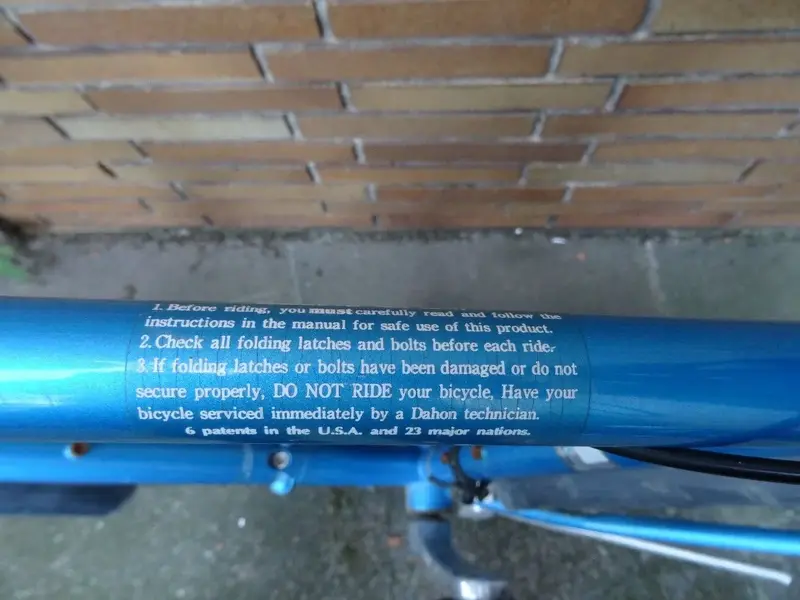 1. Before riding, you must carefully read and follow the
instructions in the manual for safe use of this product.
2. Check all folding latches and bolts before each ride.
3. If folding latches or bolts have been damaged or do not
secure properly, DO NOT RIDE your bicycle, Have your
bicycle serviced immediately by a Dahon technician.
6 patents in the U.S.A. and 23 major nations.